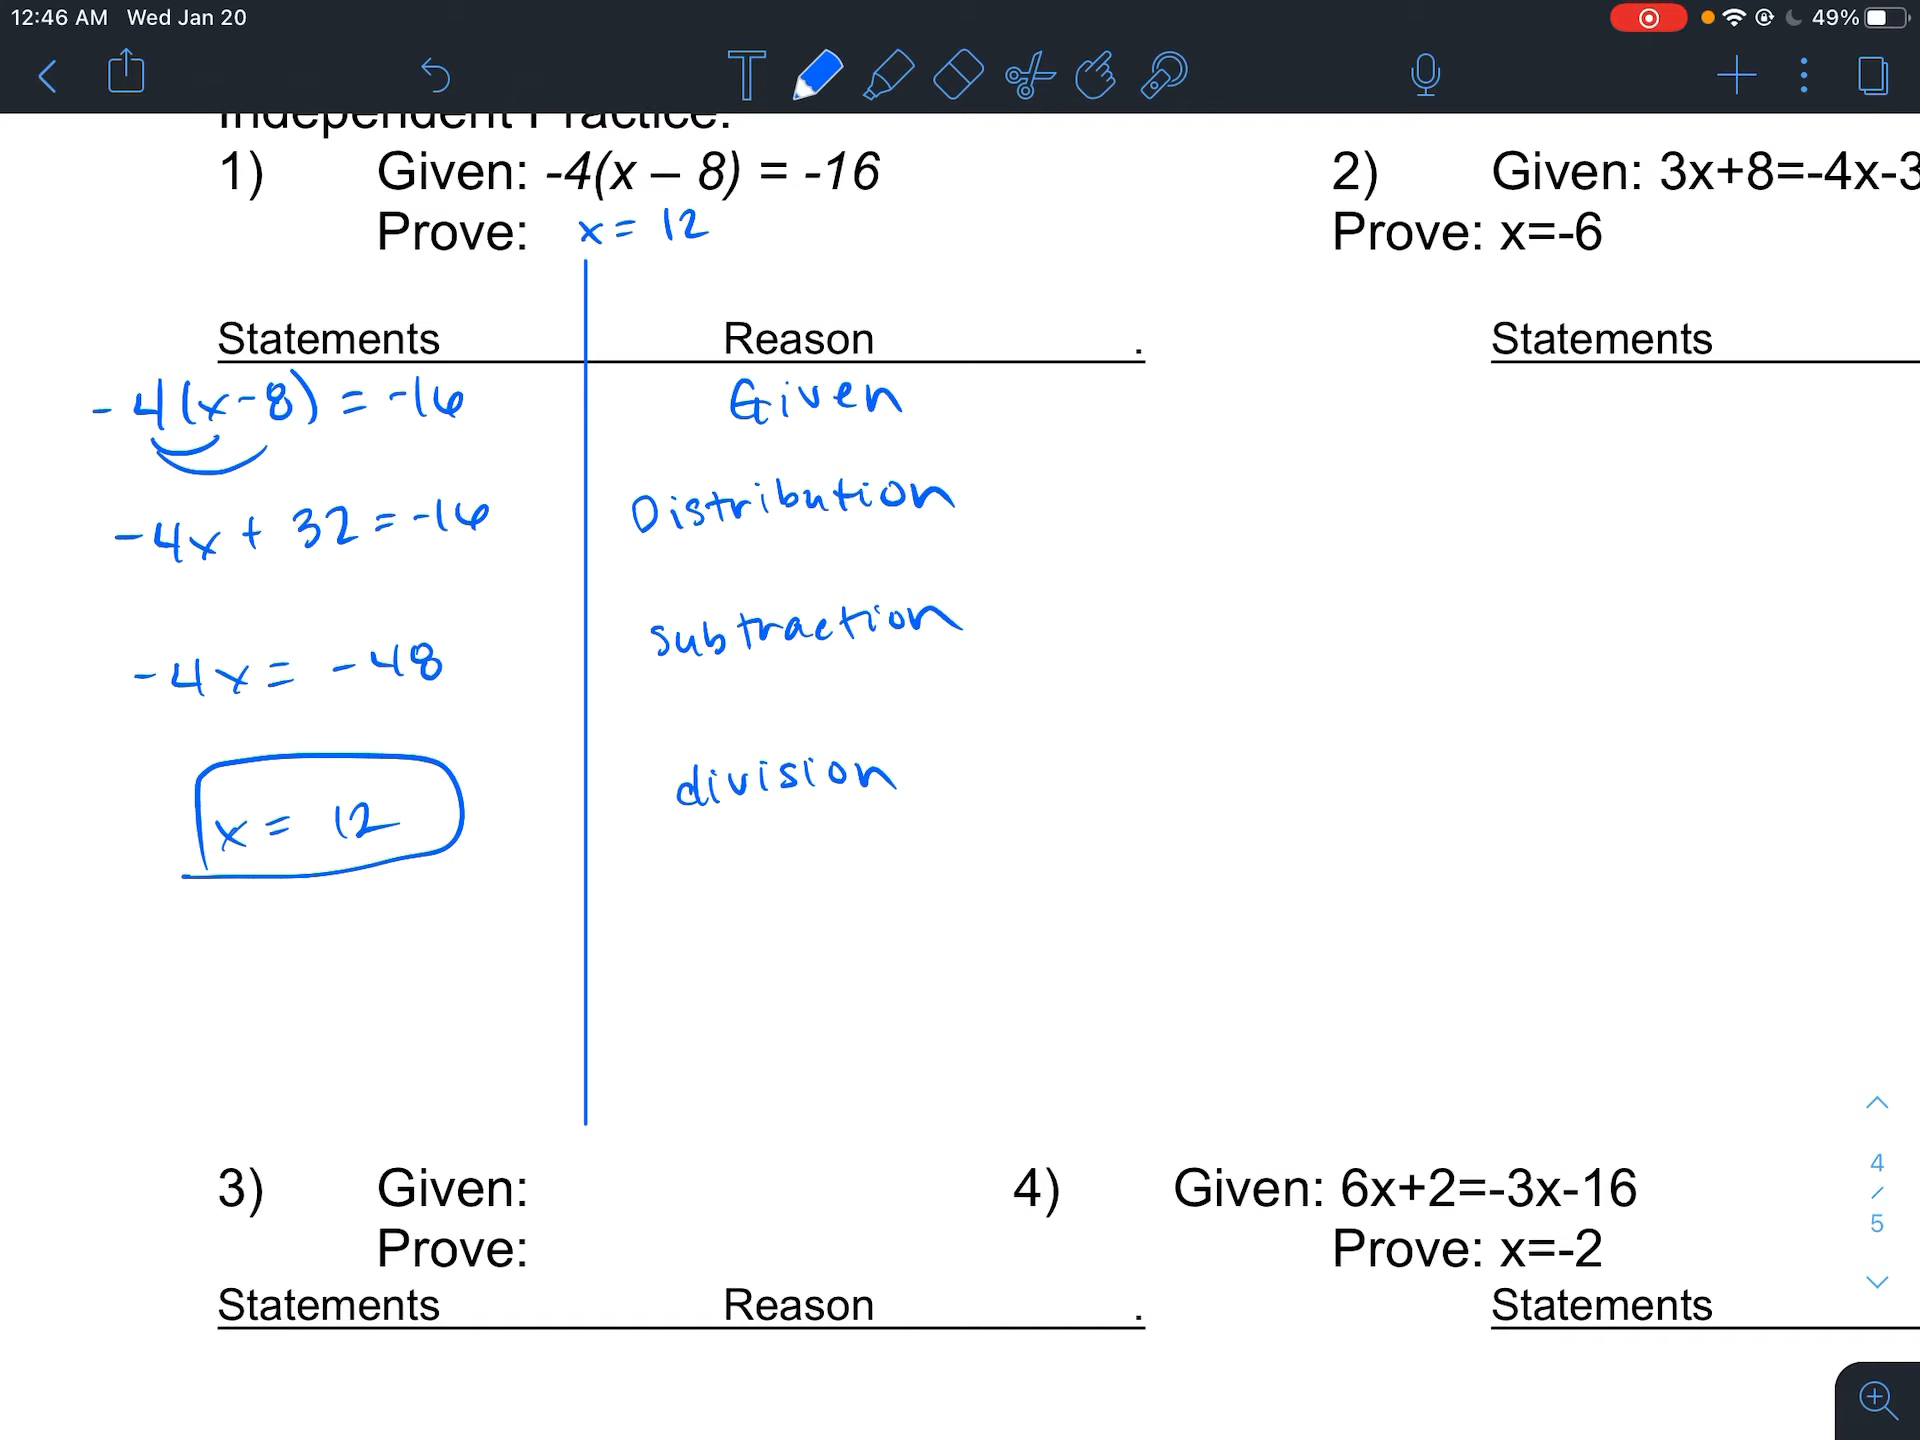 12:46 AM Wed Jan 20
49%
T
Independent Practice:
1) Given: -4(x – 8) = -16
Prove: x = 12
Statements Reason .
-4(x-8) = -16 Given
-4x + 32 = -16 Distribution
-4x = -48 subtraction
x = 12 division
2) Given: 3x+8=-4x-3
Prove: x=-6
Statements
3) Given:
Prove:
Statements Reason .
4) Given: 6x+2=-3x-16
Prove: x=-2
Statements
4
/
5